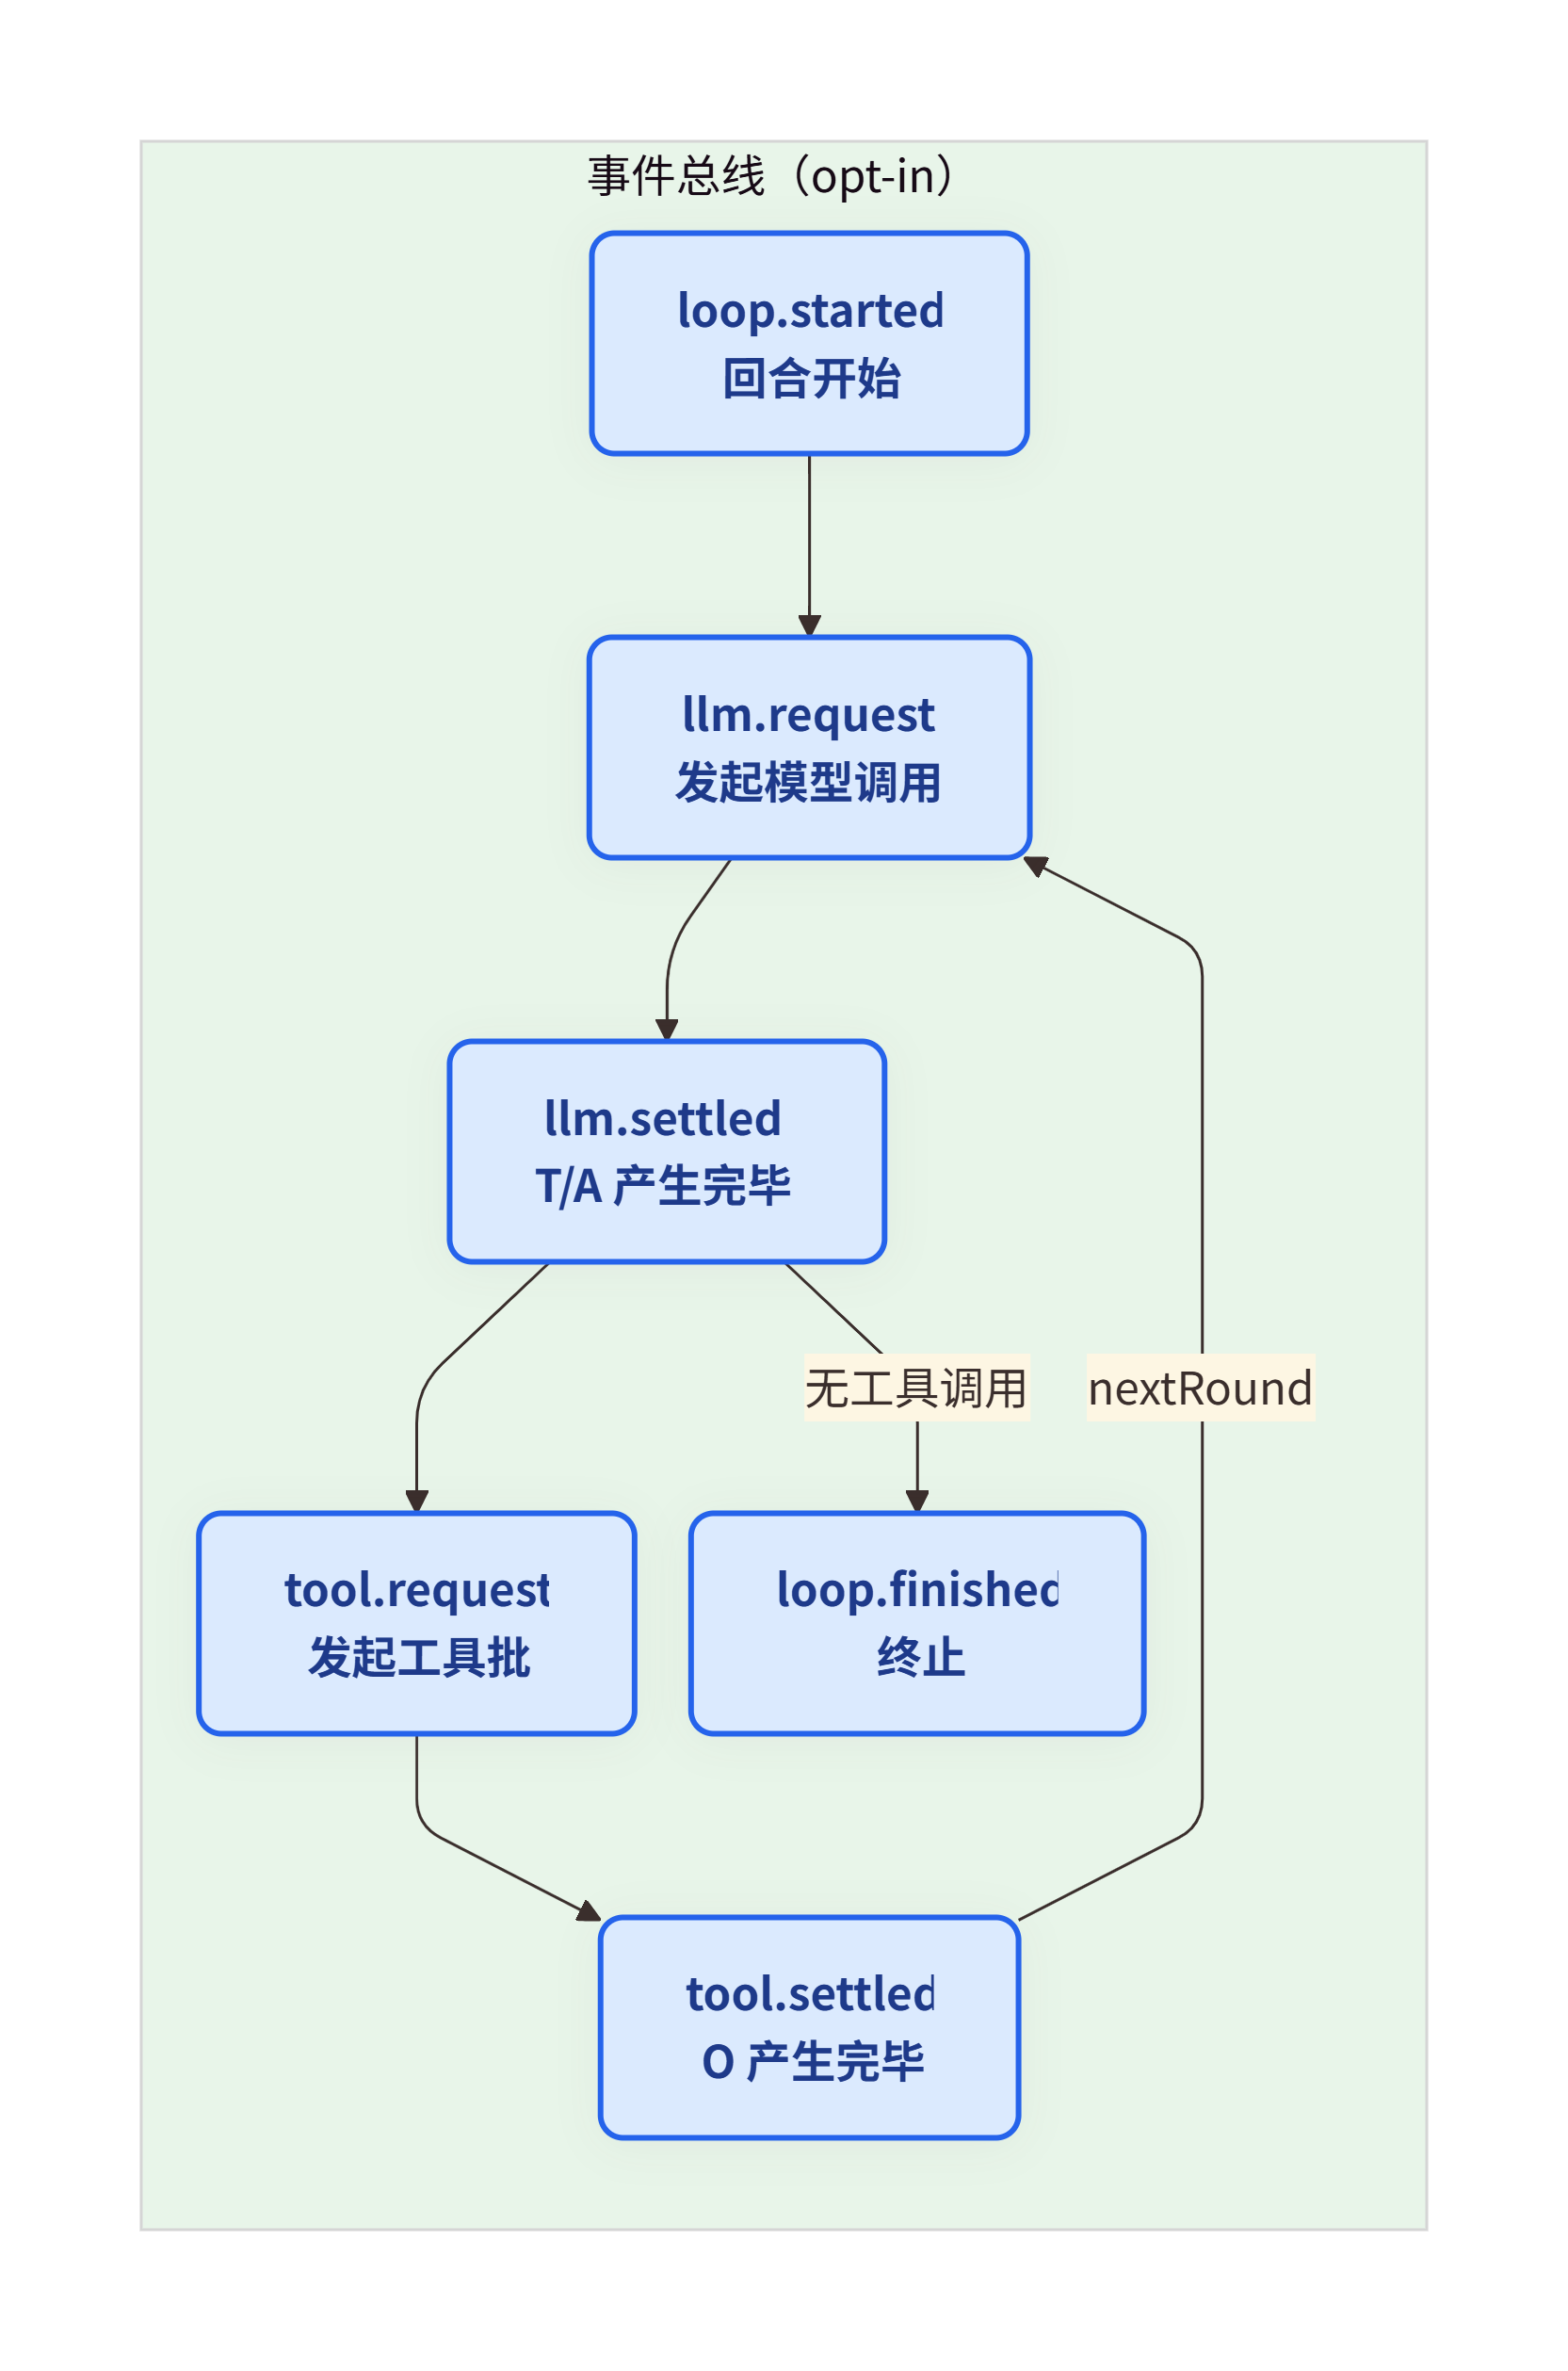 事件总线（opt-in）
loop.started
回合开始
llm.request
发起模型调用
llm.settled
T/A 产生完毕
无工具调用
nextRound
tool.request
发起工具批
loop.finished
终止
tool.settled
O 产生完毕